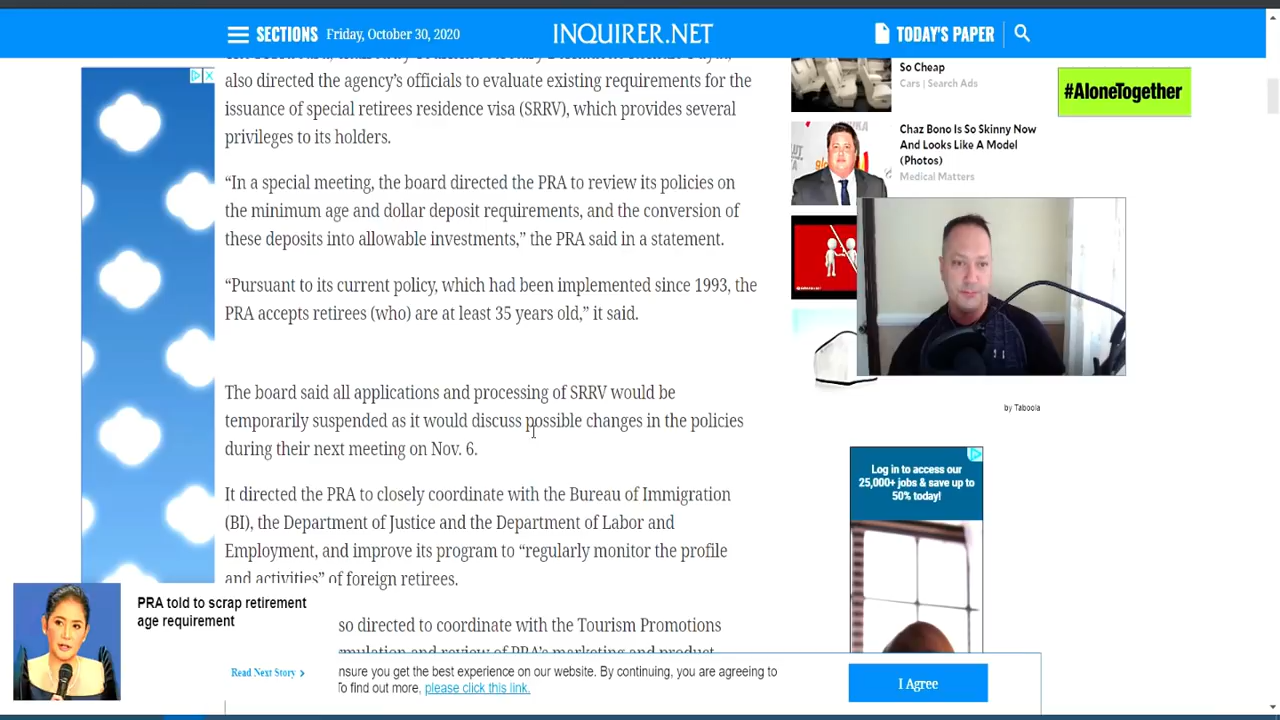 SECTIONS Friday, October 30, 2020 INQUIRER.NET TODAY'S PAPER
also directed the agency's officials to evaluate existing requirements for the
issuance of special retirees residence visa (SRRV), which provides several
privileges to its holders.
“In a special meeting, the board directed the PRA to review its policies on
the minimum age and dollar deposit requirements, and the conversion of
these deposits into allowable investments,” the PRA said in a statement.
“Pursuant to its current policy, which had been implemented since 1993, the
PRA accepts retirees (who) are at least 35 years old,” it said.
The board said all applications and processing of SRRV would be
temporarily suspended as it would discuss possible changes in the policies
during their next meeting on Nov. 6.
It directed the PRA to closely coordinate with the Bureau of Immigration
(BI), the Department of Justice and the Department of Labor and
Employment, and improve its program to “regularly monitor the profile
and activities” of foreign retirees.
so directed to coordinate with the Tourism Promotions
review of PRA's marketing and product
PRA told to scrap retirement
age requirement
Read Next Story
nsure you get the best experience on our website. By continuing, you are agreeing to
To find out more, please click this link.
I Agree
So Cheap
Cars | Search Ads
Chaz Bono Is So Skinny Now
And Looks Like A Model
(Photos)
Medical Matters
by Taboola
#AloneTogether
Log in to access our
25,000+ jobs & save up to
50% today!